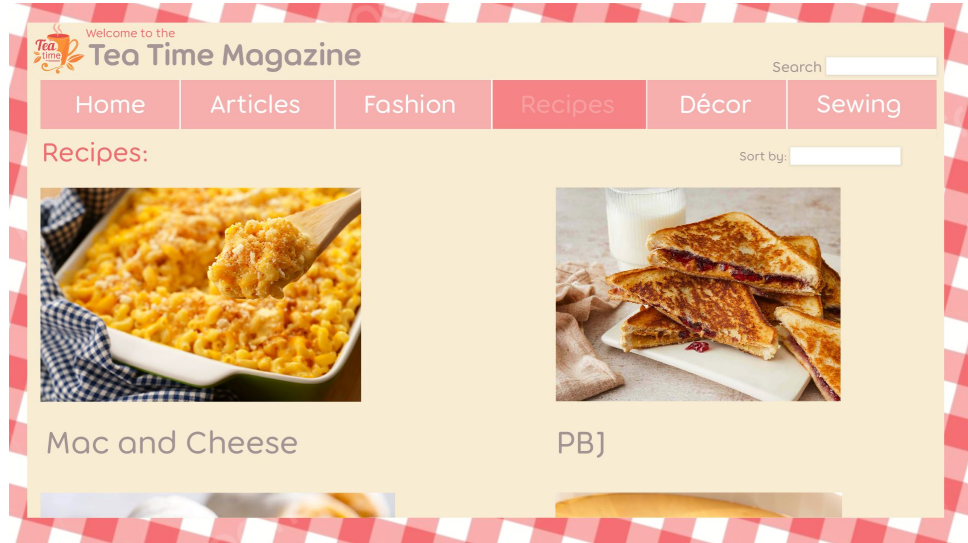 Welcome to the
Tea time
Tea Time Magazine
Search
Home Articles Fashion Recipes Décor Sewing
Recipes:
Sort by:
Mac and Cheese
PBJ